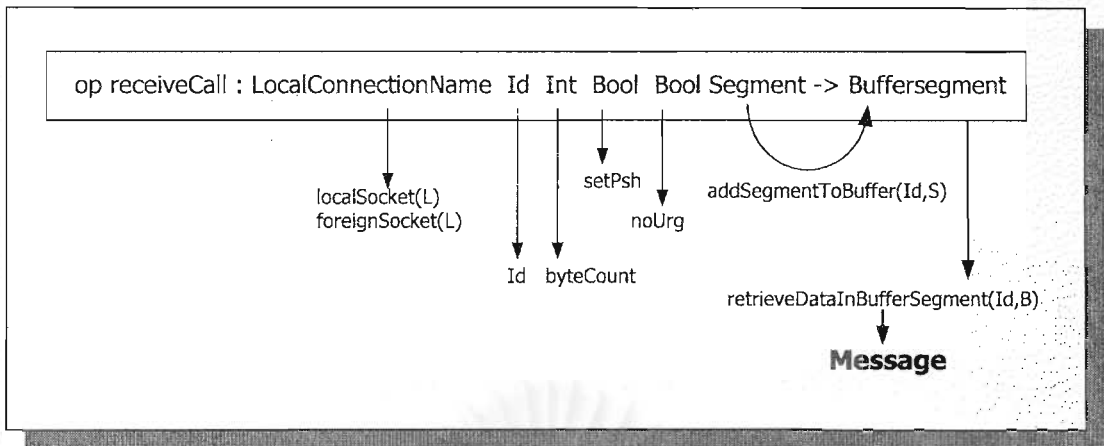 op receiveCall : LocalConnectionName Id Int Bool Bool Segment -> Buffersegment
localSocket(L)
foreignSocket(L)
setPsh
addSegmentToBuffer(Id,S)
noUrg
Id byteCount
retrieveDataInBufferSegment(Id,B)
Message